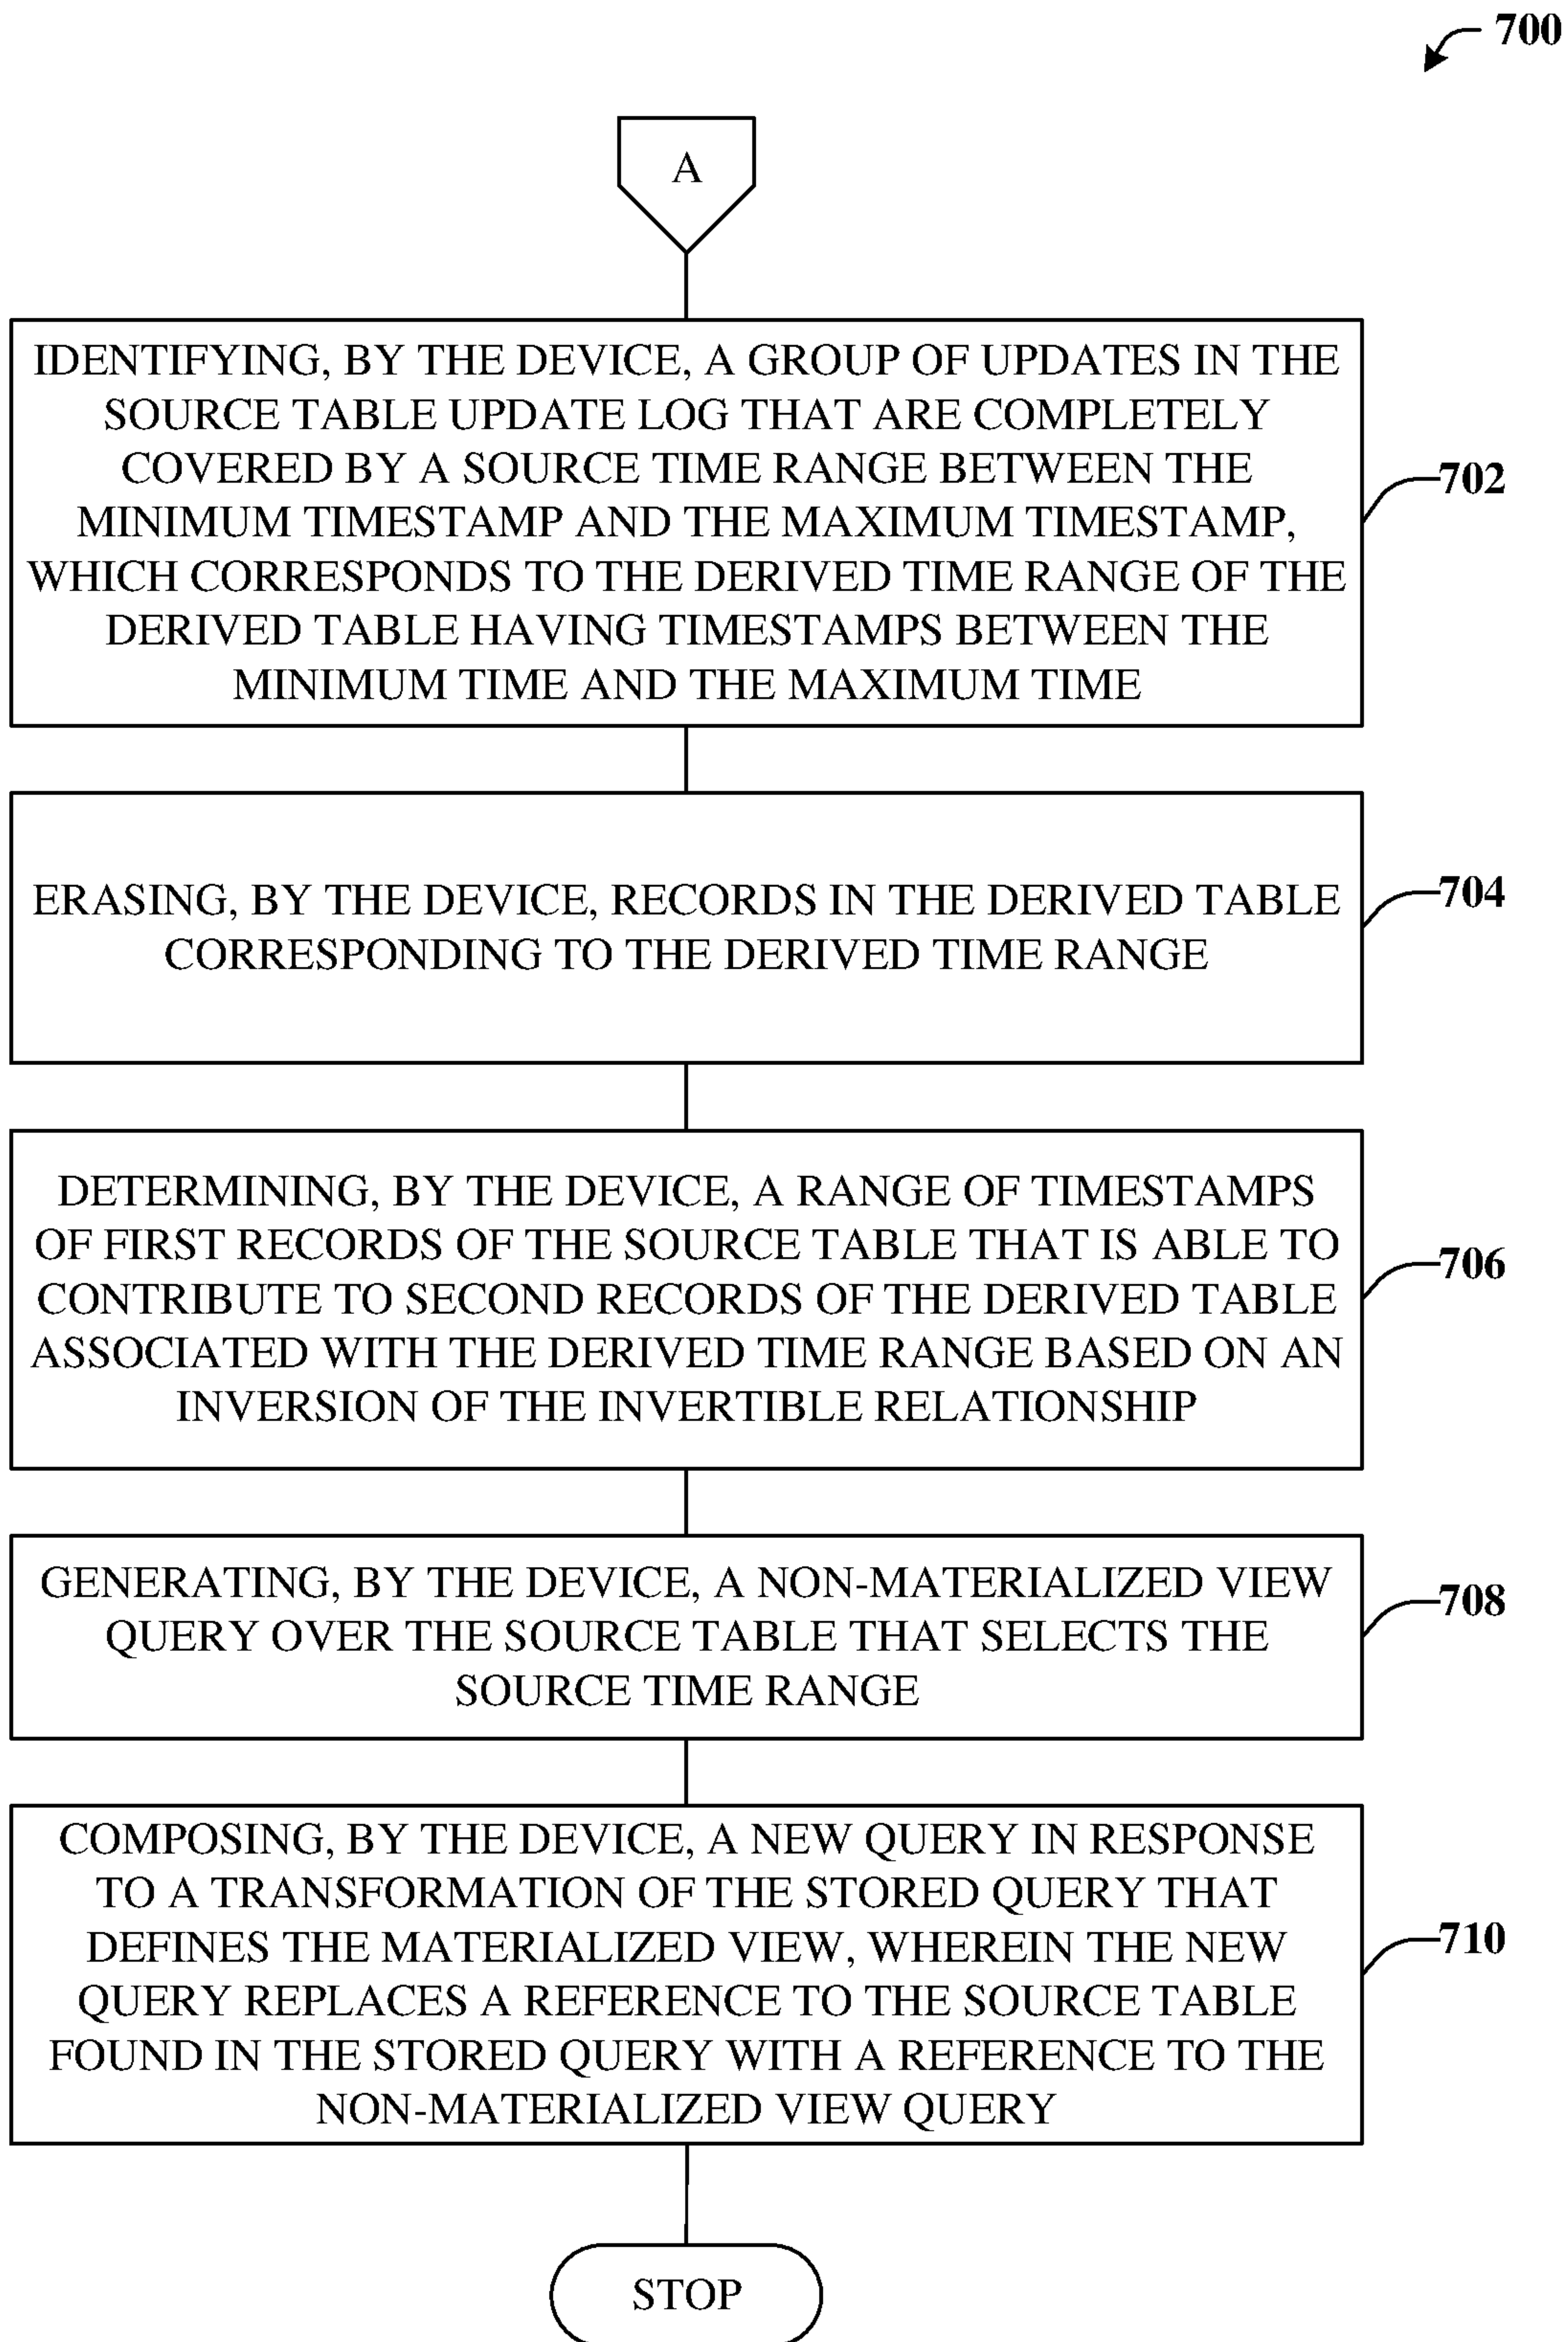 700
A
IDENTIFYING, BY THE DEVICE, A GROUP OF UPDATES IN THE
SOURCE TABLE UPDATE LOG THAT ARE COMPLETELY
COVERED BY A SOURCE TIME RANGE BETWEEN THE
MINIMUM TIMESTAMP AND THE MAXIMUM TIMESTAMP,
WHICH CORRESPONDS TO THE DERIVED TIME RANGE OF THE
DERIVED TABLE HAVING TIMESTAMPS BETWEEN THE
MINIMUM TIME AND THE MAXIMUM TIME
702
ERASING, BY THE DEVICE, RECORDS IN THE DERIVED TABLE
CORRESPONDING TO THE DERIVED TIME RANGE
704
DETERMINING, BY THE DEVICE, A RANGE OF TIMESTAMPS
OF FIRST RECORDS OF THE SOURCE TABLE THAT IS ABLE TO
CONTRIBUTE TO SECOND RECORDS OF THE DERIVED TABLE
ASSOCIATED WITH THE DERIVED TIME RANGE BASED ON AN
INVERSION OF THE INVERTIBLE RELATIONSHIP
706
GENERATING, BY THE DEVICE, A NON-MATERIALIZED VIEW
QUERY OVER THE SOURCE TABLE THAT SELECTS THE
SOURCE TIME RANGE
708
COMPOSING, BY THE DEVICE, A NEW QUERY IN RESPONSE
TO A TRANSFORMATION OF THE STORED QUERY THAT
DEFINES THE MATERIALIZED VIEW, WHEREIN THE NEW
QUERY REPLACES A REFERENCE TO THE SOURCE TABLE
FOUND IN THE STORED QUERY WITH A REFERENCE TO THE
NON-MATERIALIZED VIEW QUERY
710
STOP